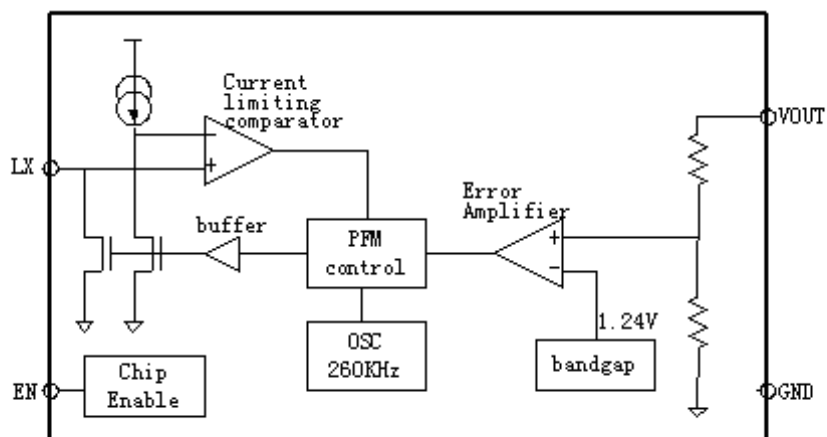 Current
limiting
comparator
VOUT
−
LX
+
Error
Amplifier
buffer
PFM
control
+
−
1.24V
OSC
260KHz
bandgap
Chip
Enable
EN
GND